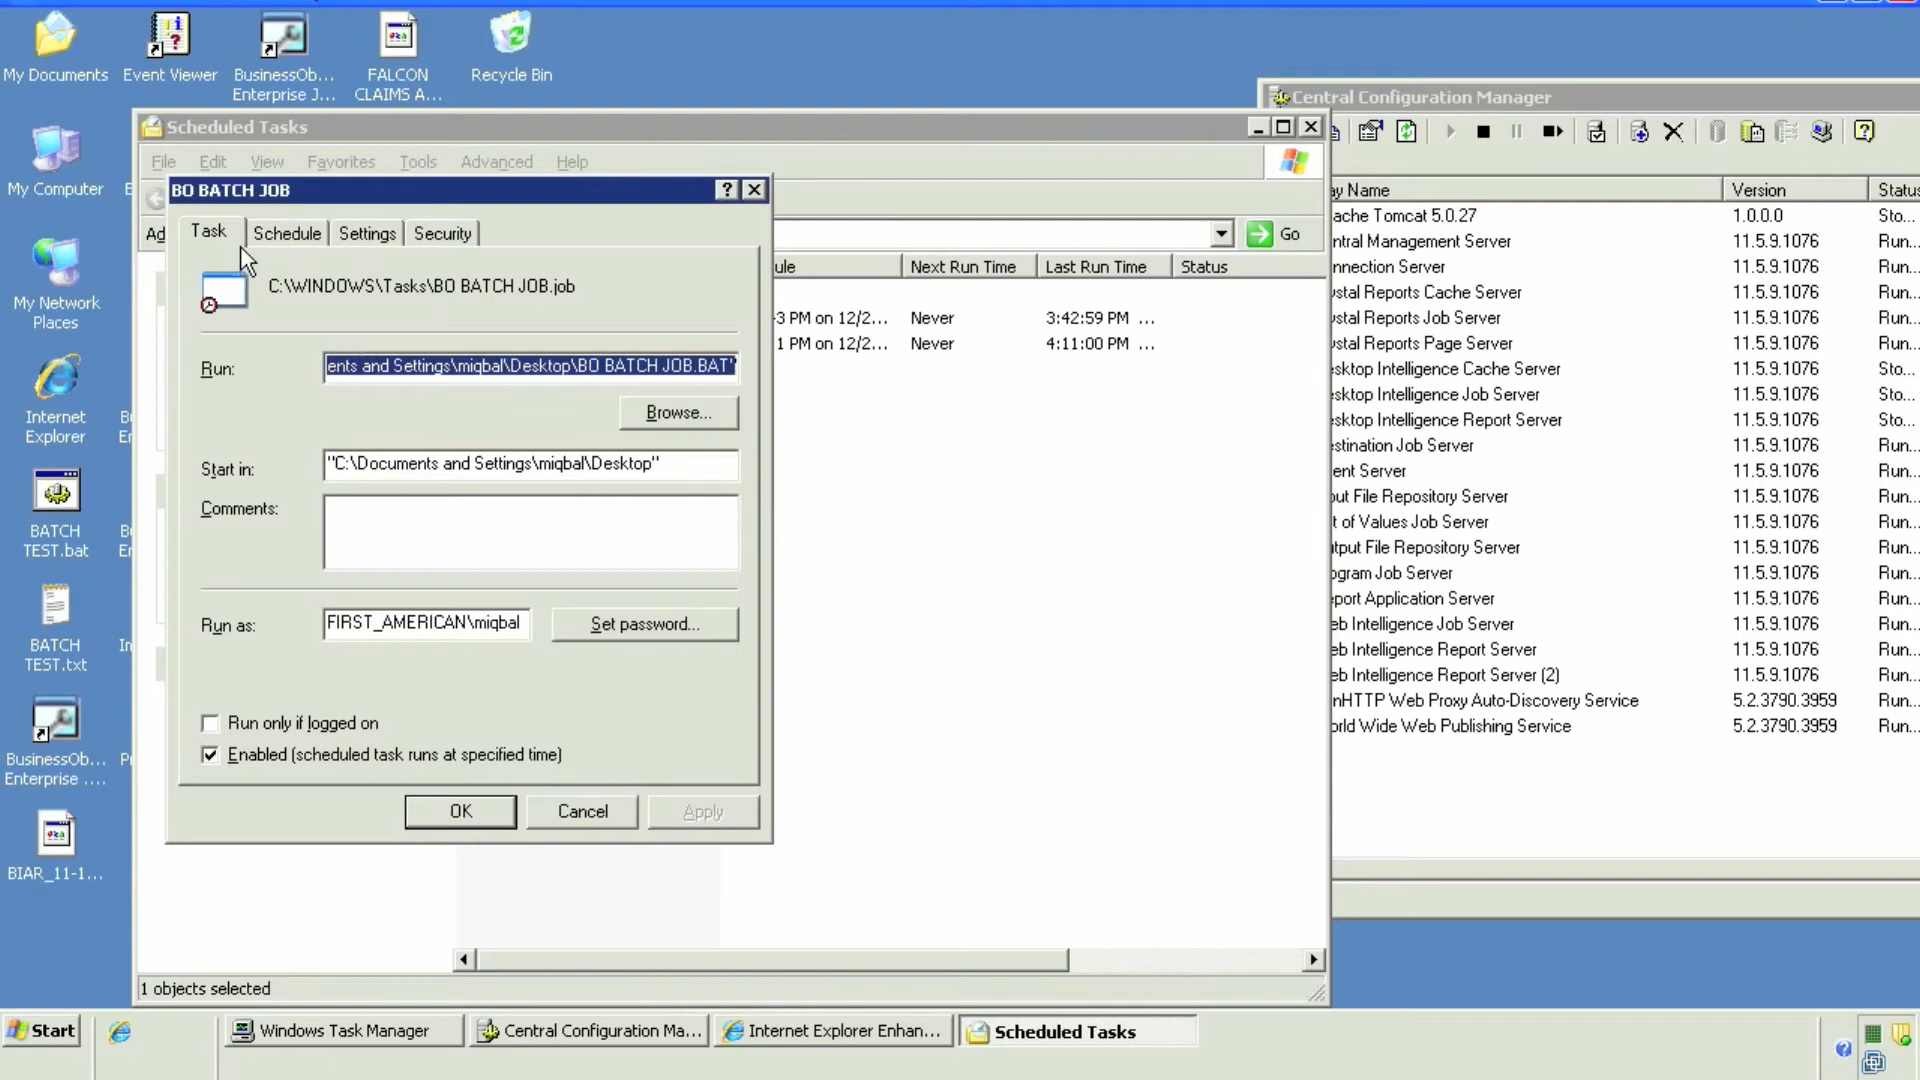 My Documents
Event Viewer
BusinessOb...
Enterprise J...
FALCON
CLAIMS A...
Recycle Bin
My Computer
E
My Network
Places
Internet
Explorer
Bu
Er
BATCH
TEST.bat
Bu
Er
BATCH
TEST.txt
In
BusinessOb...
Enterprise ....
BIAR_11-1...
Scheduled Tasks
File Edit View Favorites Tools Advanced Help
Ad
Go
ule Next Run Time Last Run Time Status
3 PM on 12/2... Never 3:42:59 PM ...
1 PM on 12/2... Never 4:11:00 PM ...
1 objects selected
BO BATCH JOB
Task Schedule Settings Security
C:\WINDOWS\Tasks\BO BATCH JOB.job
Run: ents and Settings\miqbal\Desktop\BO BATCH JOB.BAT"
Browse...
Start in: "C:\Documents and Settings\miqbal\Desktop"
Comments:
Run as: FIRST_AMERICAN\miqbal Set password...
Run only if logged on
Enabled (scheduled task runs at specified time)
OK Cancel Apply
Central Configuration Manager
y Name Version Status
ache Tomcat 5.0.27 1.0.0.0 Sto...
ntral Management Server 11.5.9.1076 Run...
nnection Server 11.5.9.1076 Run...
ystal Reports Cache Server 11.5.9.1076 Run...
ystal Reports Job Server 11.5.9.1076 Run...
ystal Reports Page Server 11.5.9.1076 Run...
esktop Intelligence Cache Server 11.5.9.1076 Sto...
esktop Intelligence Job Server 11.5.9.1076 Sto...
esktop Intelligence Report Server 11.5.9.1076 Sto...
estination Job Server 11.5.9.1076 Run...
ent Server 11.5.9.1076 Run...
out File Repository Server 11.5.9.1076 Run...
t of Values Job Server 11.5.9.1076 Run...
utput File Repository Server 11.5.9.1076 Run...
ogram Job Server 11.5.9.1076 Run...
port Application Server 11.5.9.1076 Run...
eb Intelligence Job Server 11.5.9.1076 Run...
eb Intelligence Report Server 11.5.9.1076 Run...
eb Intelligence Report Server (2) 11.5.9.1076 Run...
nHTTP Web Proxy Auto-Discovery Service 5.2.3790.3959 Run...
orld Wide Web Publishing Service 5.2.3790.3959 Run...
Start
Windows Task Manager
Central Configuration Ma...
Internet Explorer Enhan...
Scheduled Tasks